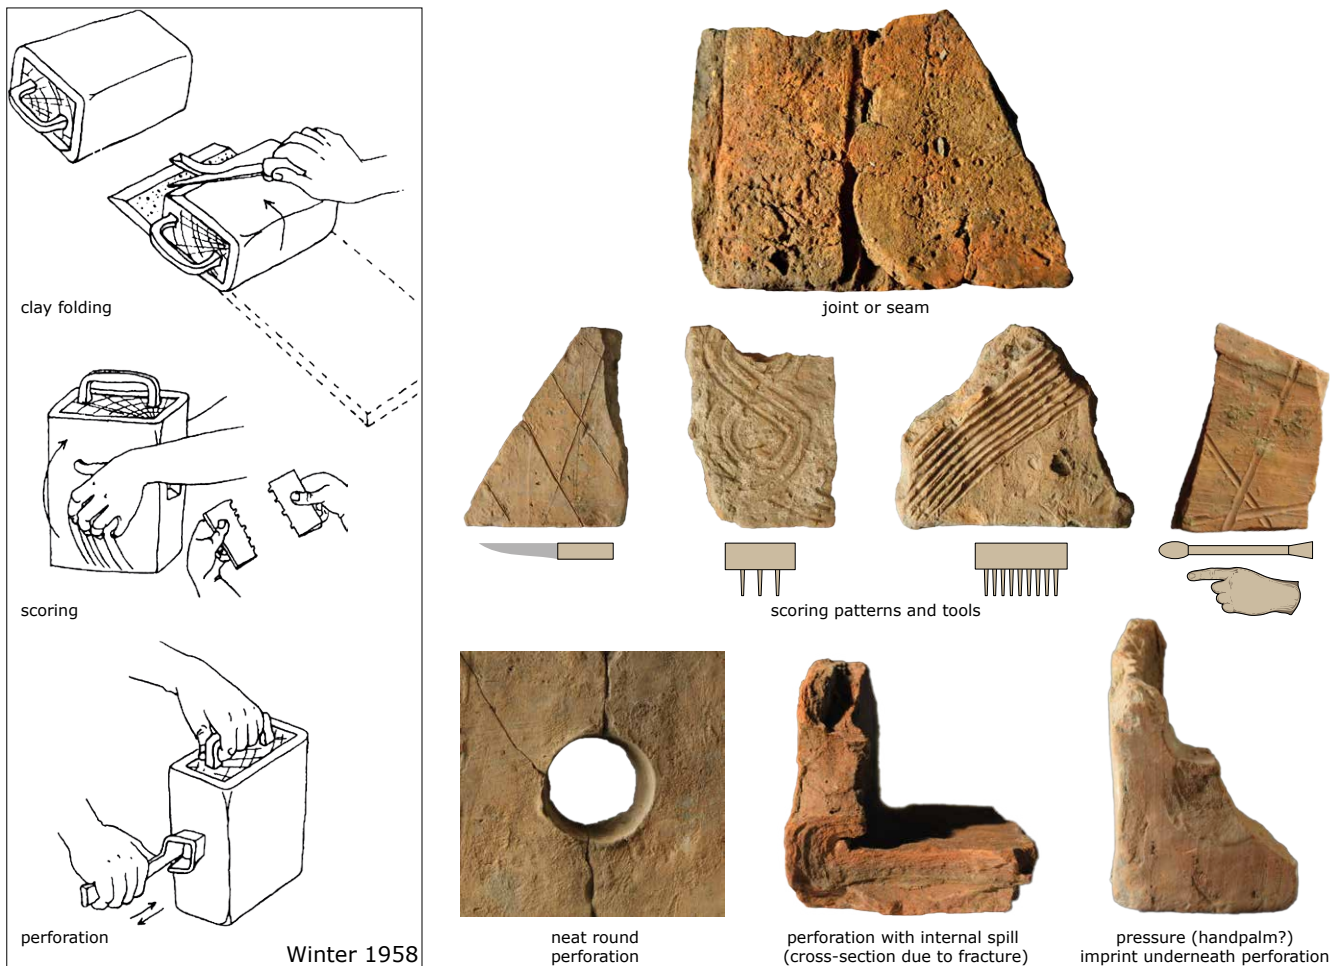 clay folding
joint or seam
scoring
scoring patterns and tools
perforation
Winter 1958
neat round
perforation
perforation with internal spill
(cross-section due to fracture)
pressure (handpalm?)
imprint underneath perforation